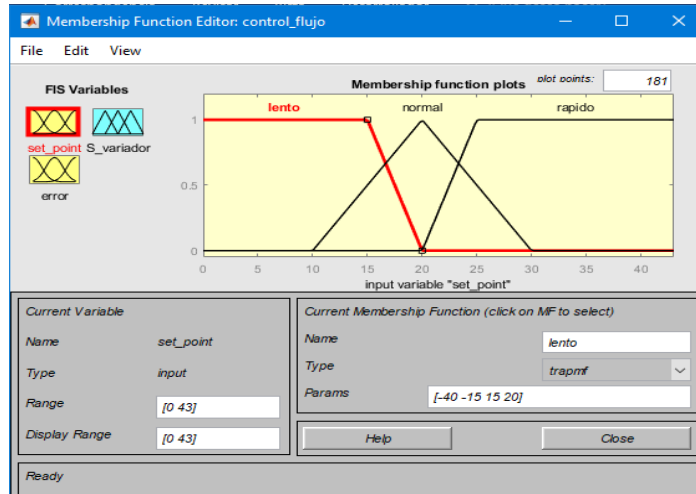 Membership Function Editor: control_flujo
File Edit View
FIS Variables
set_point S_variador
error
Membership function plots
plot points:
181
lento normal rapido
1
0.5
0
0 5 10 15 20 25 30 35 40
input variable "set_point"
Current Variable
Name set_point
Type input
Range [0 43]
Display Range [0 43]
Current Membership Function (click on MF to select)
Name lento
Type trapmf
Params [-40 -15 15 20]
Help Close
Ready